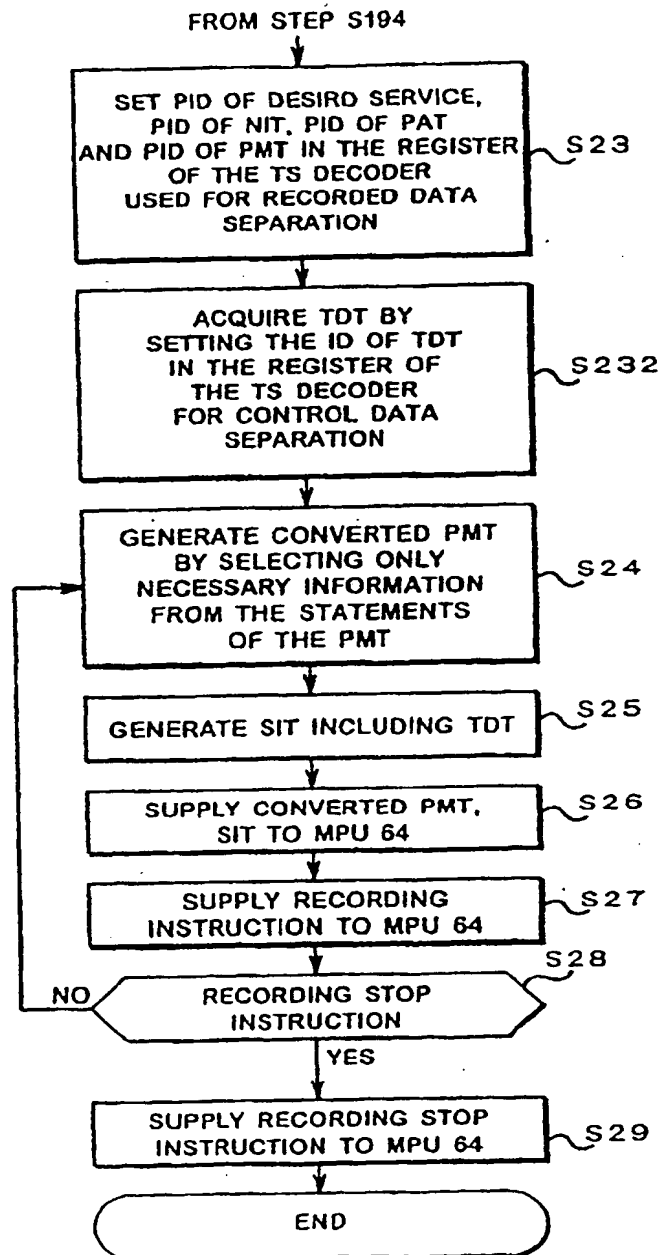 FROM STEP S194
SET PID OF DESIRD SERVICE,
PID OF NIT, PID OF PAT
AND PID OF PMT IN THE REGISTER
OF THE TS DECODER
USED FOR RECORDED DATA
SEPARATION
S23
ACQUIRE TDT BY
SETTING THE ID OF TDT
IN THE REGISTER OF
THE TS DECODER
FOR CONTROL DATA
SEPARATION
S232
GENERATE CONVERTED PMT
BY SELECTING ONLY
NECESSARY INFORMATION
FROM THE STATEMENTS
OF THE PMT
S24
GENERATE SIT INCLUDING TDT
S25
SUPPLY CONVERTED PMT,
SIT TO MPU 64
S26
SUPPLY RECORDING
INSTRUCTION TO MPU 64
S27
S28
NO
RECORDING STOP
INSTRUCTION
YES
SUPPLY RECORDING STOP
INSTRUCTION TO MPU 64
S29
END